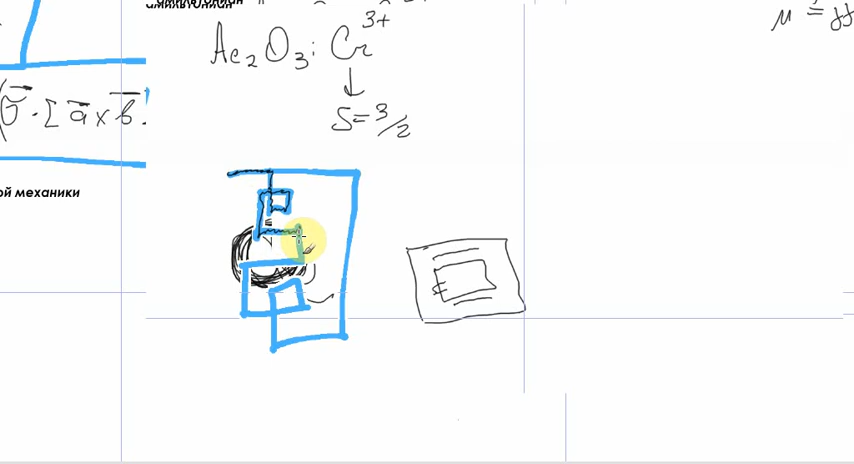 μ =
Al₂O₃ : Cr³⁺
↓
S = 3/2
· [ā × b̄]
ой механики